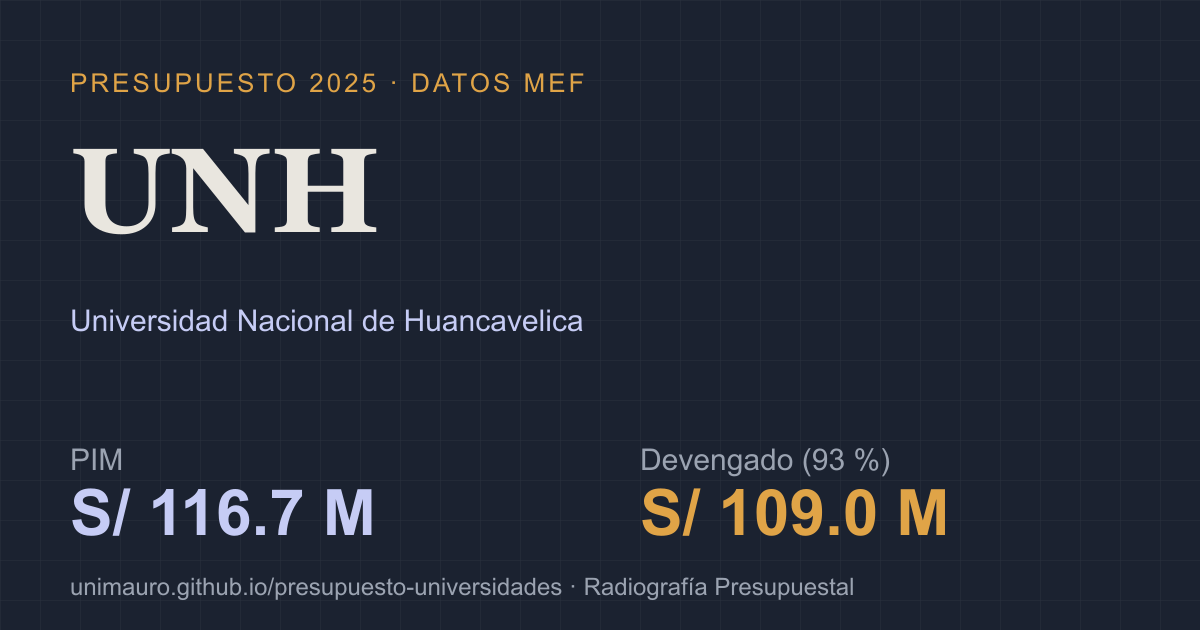 PRESUPUESTO 2025 · DATOS MEF
UNH
Universidad Nacional de Huancavelica
PIM
S/ 116.7 M
Devengado (93 %)
S/ 109.0 M
unimauro.github.io/presupuesto-universidades · Radiografía Presupuestal